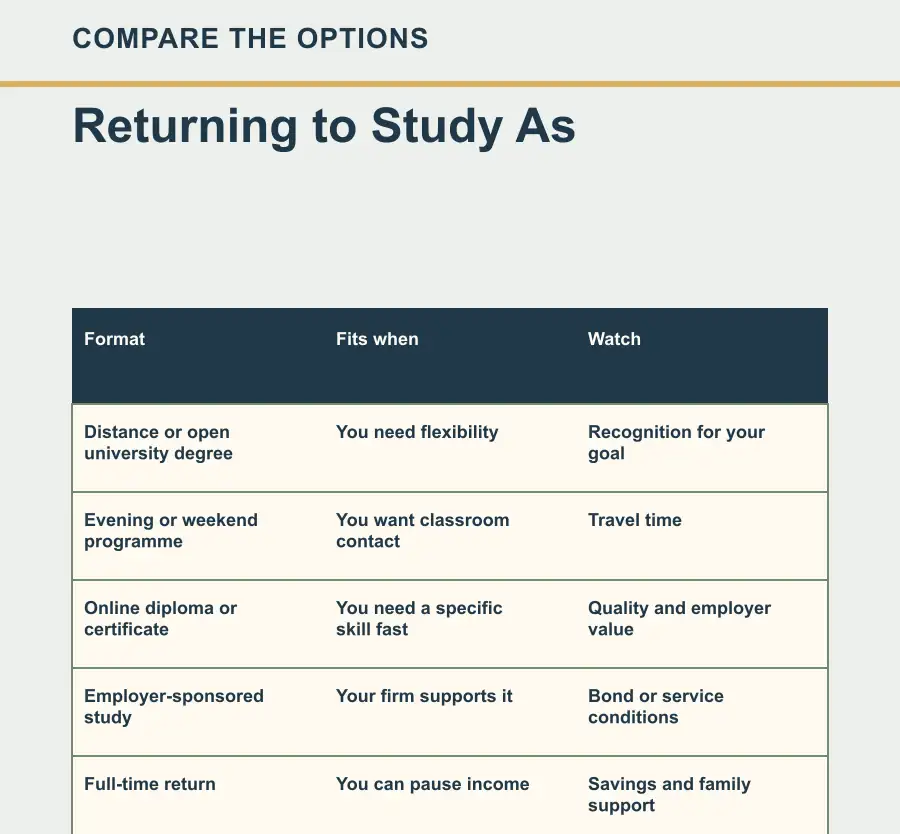 COMPARE THE OPTIONS
Returning to Study As
Format
Fits when
Watch
Distance or open
university degree
You need flexibility
Recognition for your
goal
Evening or weekend
programme
You want classroom
contact
Travel time
Online diploma or
certificate
You need a specific
skill fast
Quality and employer
value
Employer-sponsored
study
Your firm supports it
Bond or service
conditions
Full-time return
You can pause income
Savings and family
support